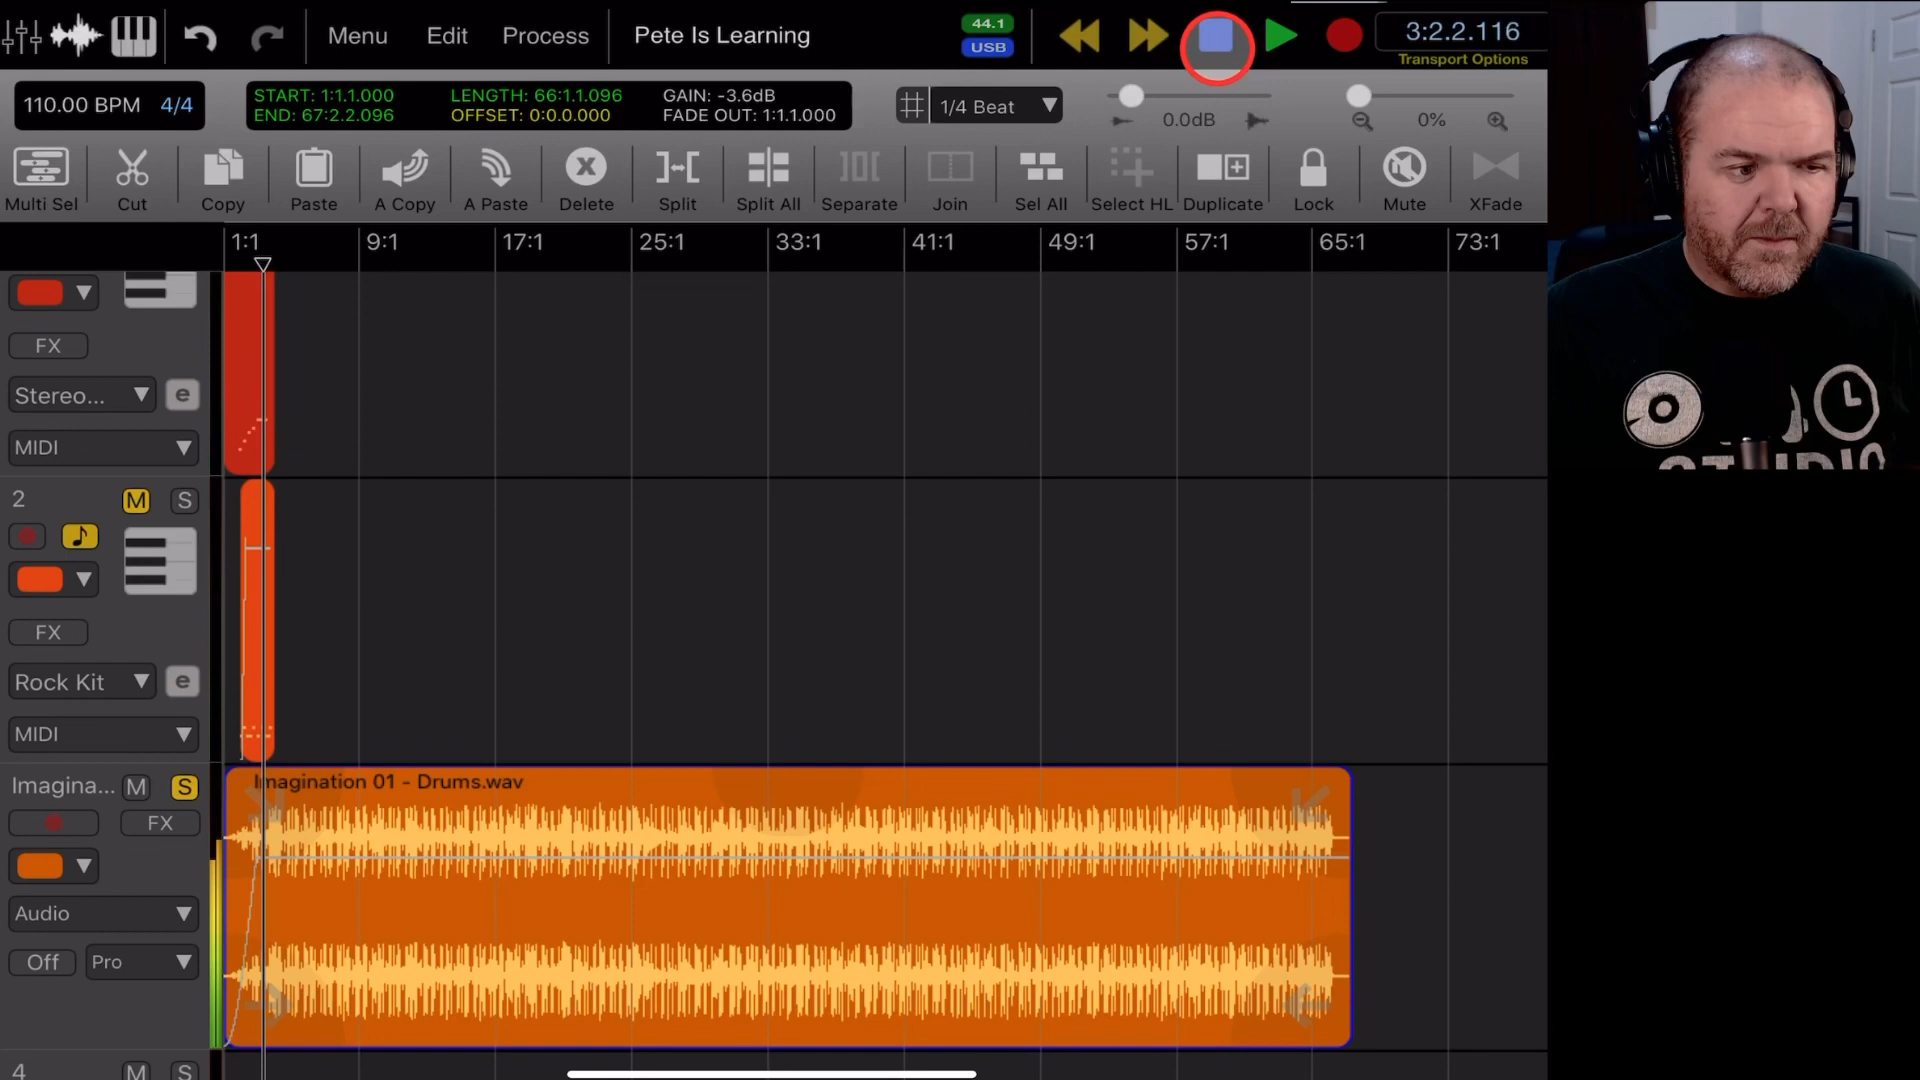 Menu Edit Process Pete Is Learning 44.1 USB 3:2.2.116
Transport Options
110.00 BPM 4/4 START: 1:1.1.000 LENGTH: 66:1.1.096 GAIN: -3.6dB 1/4 Beat
END: 67:2.2.096 OFFSET: 0:0.0.000 FADE OUT: 1:1.1.000 0.0dB 0%
Multi Sel Cut Copy Paste A Copy A Paste Delete Split Split All Separate Join Sel All Select HL Duplicate Lock Mute XFade
1:1 9:1 17:1 25:1 33:1 41:1 49:1 57:1 65:1 73:1
FX
Stereo... e
MIDI
2 M S
FX
Rock Kit e
MIDI
Imagina... M S Imagination 01 - Drums.wav
FX
Audio
Off Pro
4 M S